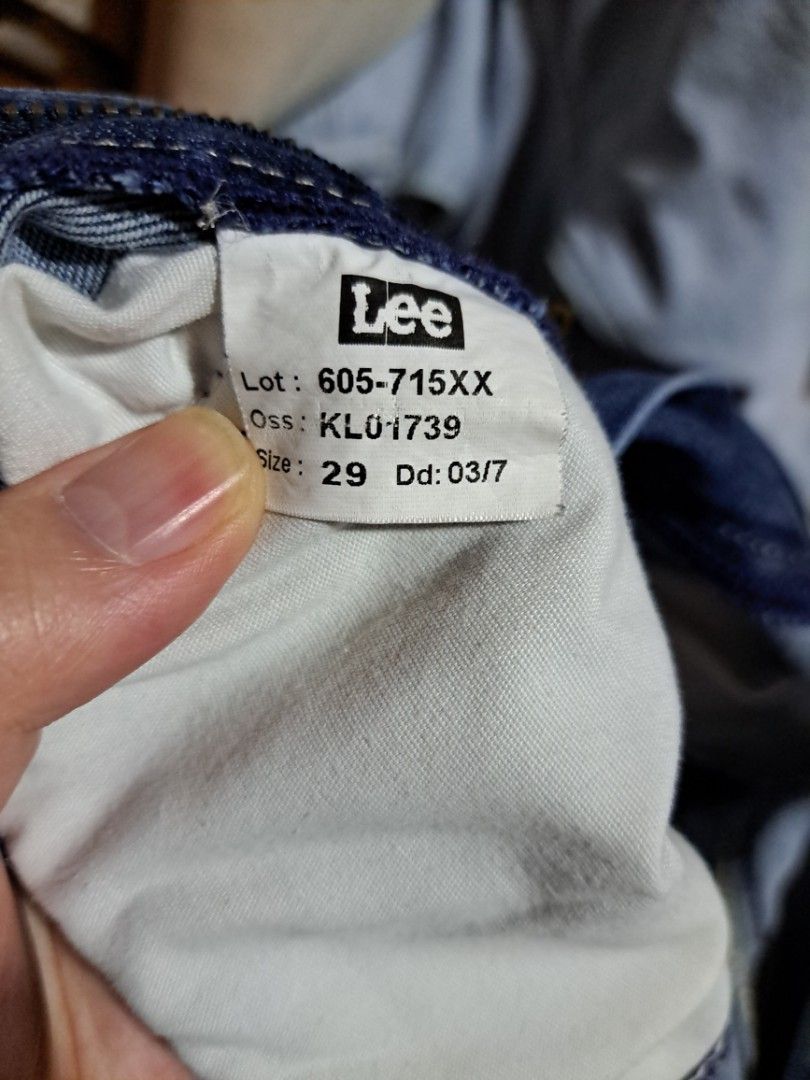 Lee
Lot : 605-715XX
Oss : KL01739
Size : 29 Dd: 03/7